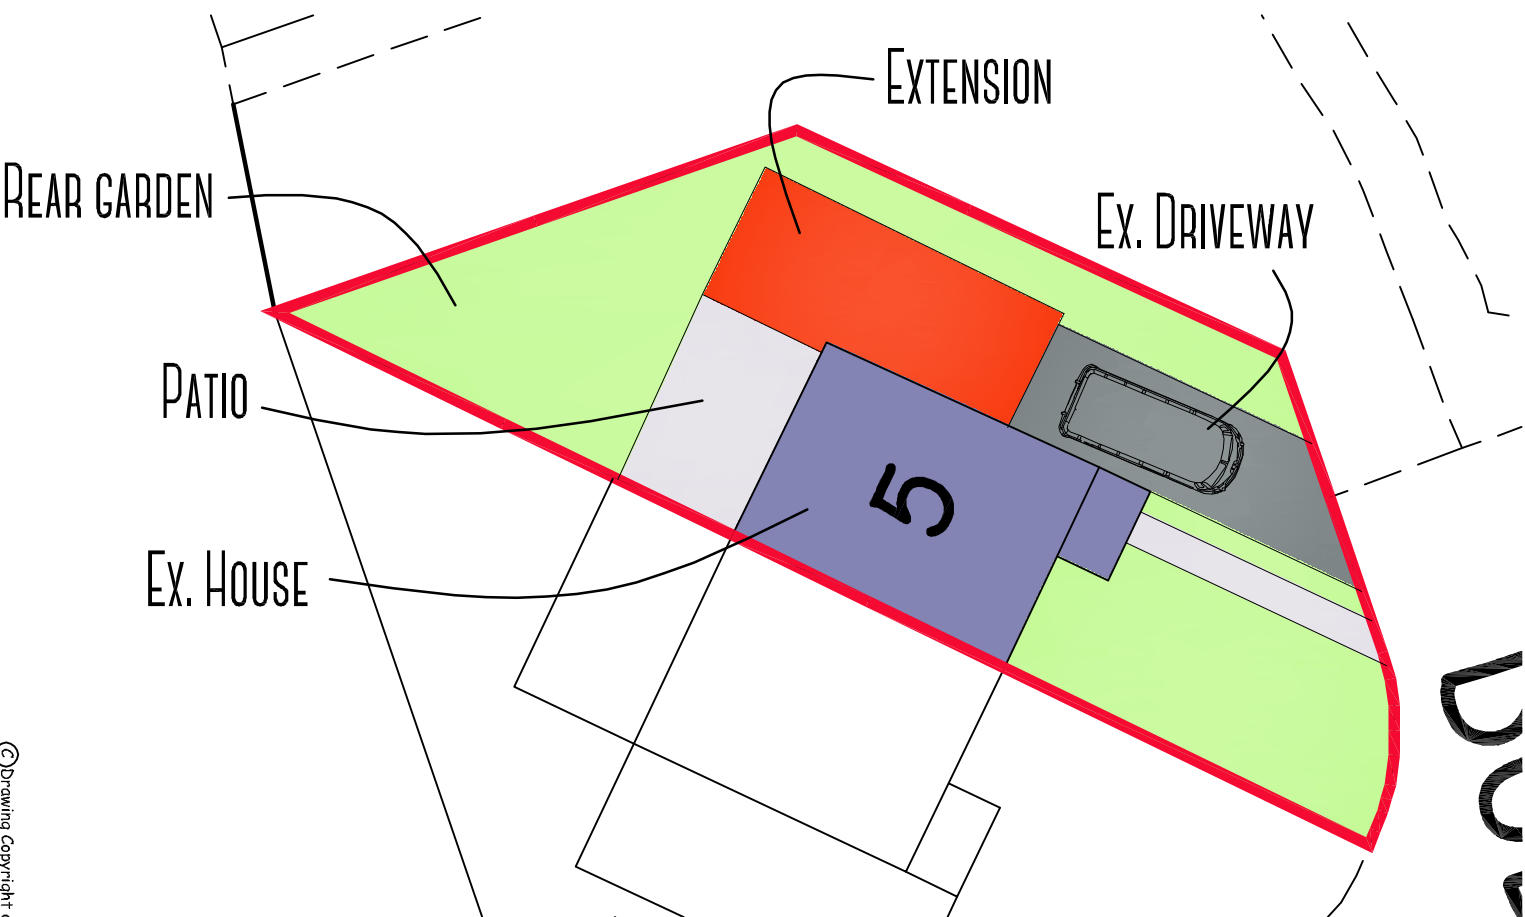 Extension
Rear garden
Ex. Driveway
Patio
Ex. House
5
©Drawing Copyright